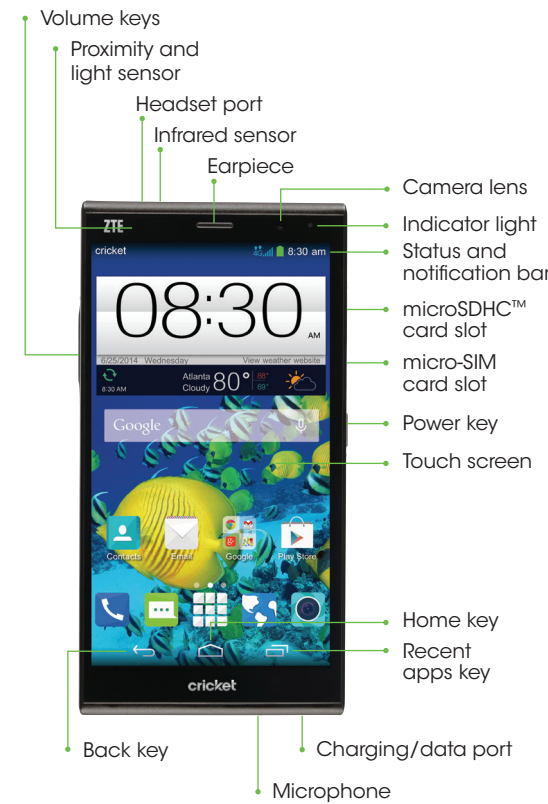 Volume keys
Proximity and
light sensor
Headset port
Infrared sensor
Earpiece
Camera lens
Indicator light
Status and
notification bar
microSDHC™
card slot
micro-SIM
card slot
Power key
Touch screen
Home key
Recent
apps key
Back key
Charging/data port
Microphone
ZTE
cricket 4G 8:30 am
08:30 AM
6/25/2014 Wednesday View weather website
8:30 AM Atlanta Cloudy 80° 88° 69°
Google
Contacts Email Google Play Store
cricket